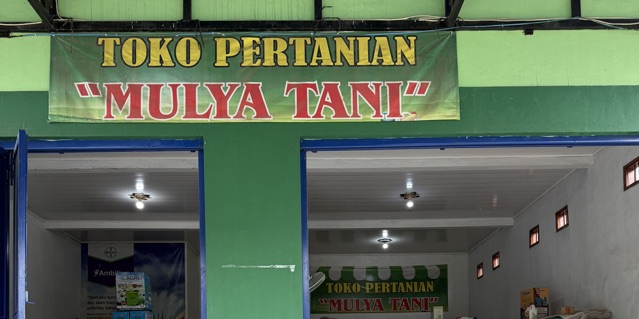 TOKO PERTANIAN
"MULYA TANI"
TOKO PERTANIAN
"MULYA TANI"